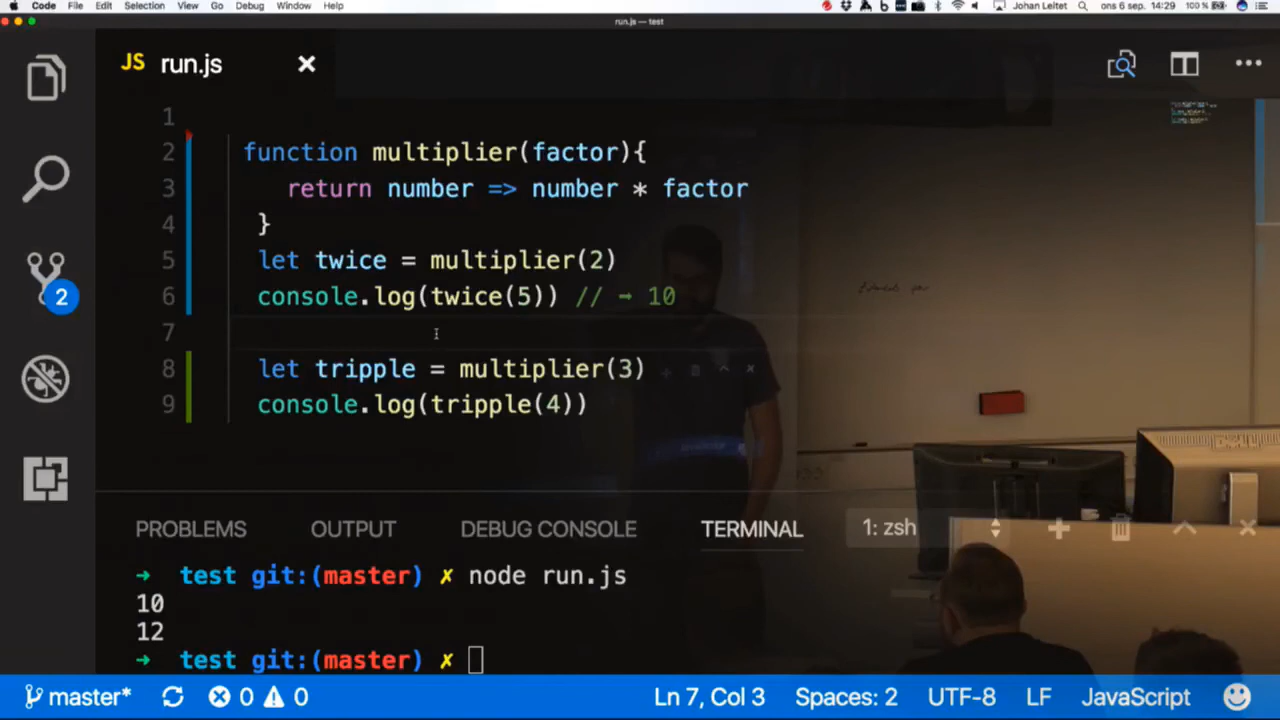 Code File Edit Selection View Go Debug Window Help Johan Leitet ons 6 sep. 14:29 100 %
run.js — test
JS run.js
1
2 function multiplier(factor){
3 return number => number * factor
4 }
5 let twice = multiplier(2)
6 console.log(twice(5)) // → 10
7
8 let tripple = multiplier(3)
9 console.log(tripple(4))
2
PROBLEMS OUTPUT DEBUG CONSOLE TERMINAL 1: zsh
➜ test git:(master) ✗ node run.js
10
12
➜ test git:(master) ✗
master* 0 0 Ln 7, Col 3 Spaces: 2 UTF-8 LF JavaScript
DELL